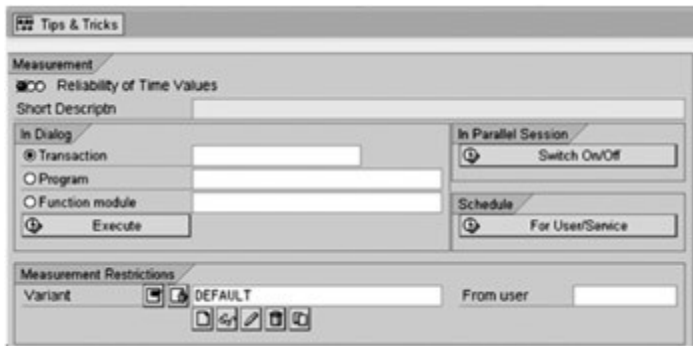 Tips & Tricks
Measurement
Reliability of Time Values
Short Descriptn
In Dialog
Transaction
Program
Function module
Execute
In Parallel Session
Switch On/Off
Schedule
For User/Service
Measurement Restrictions
Variant DEFAULT From user